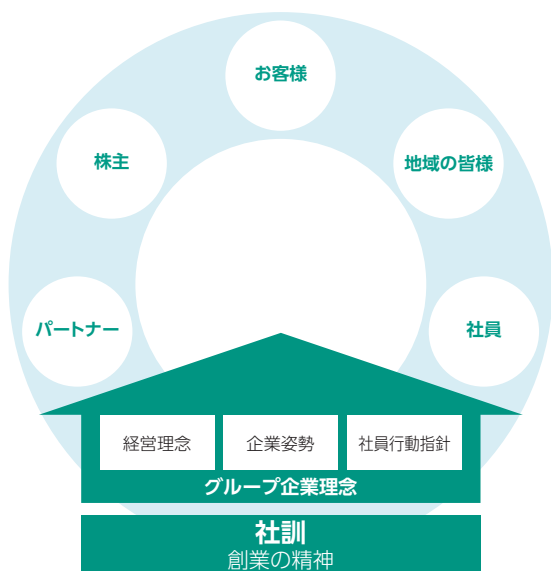 お客様
株主
地域の皆様
パートナー
社員
経営理念
企業姿勢
社員行動指針
グループ企業理念
社訓
創業の精神